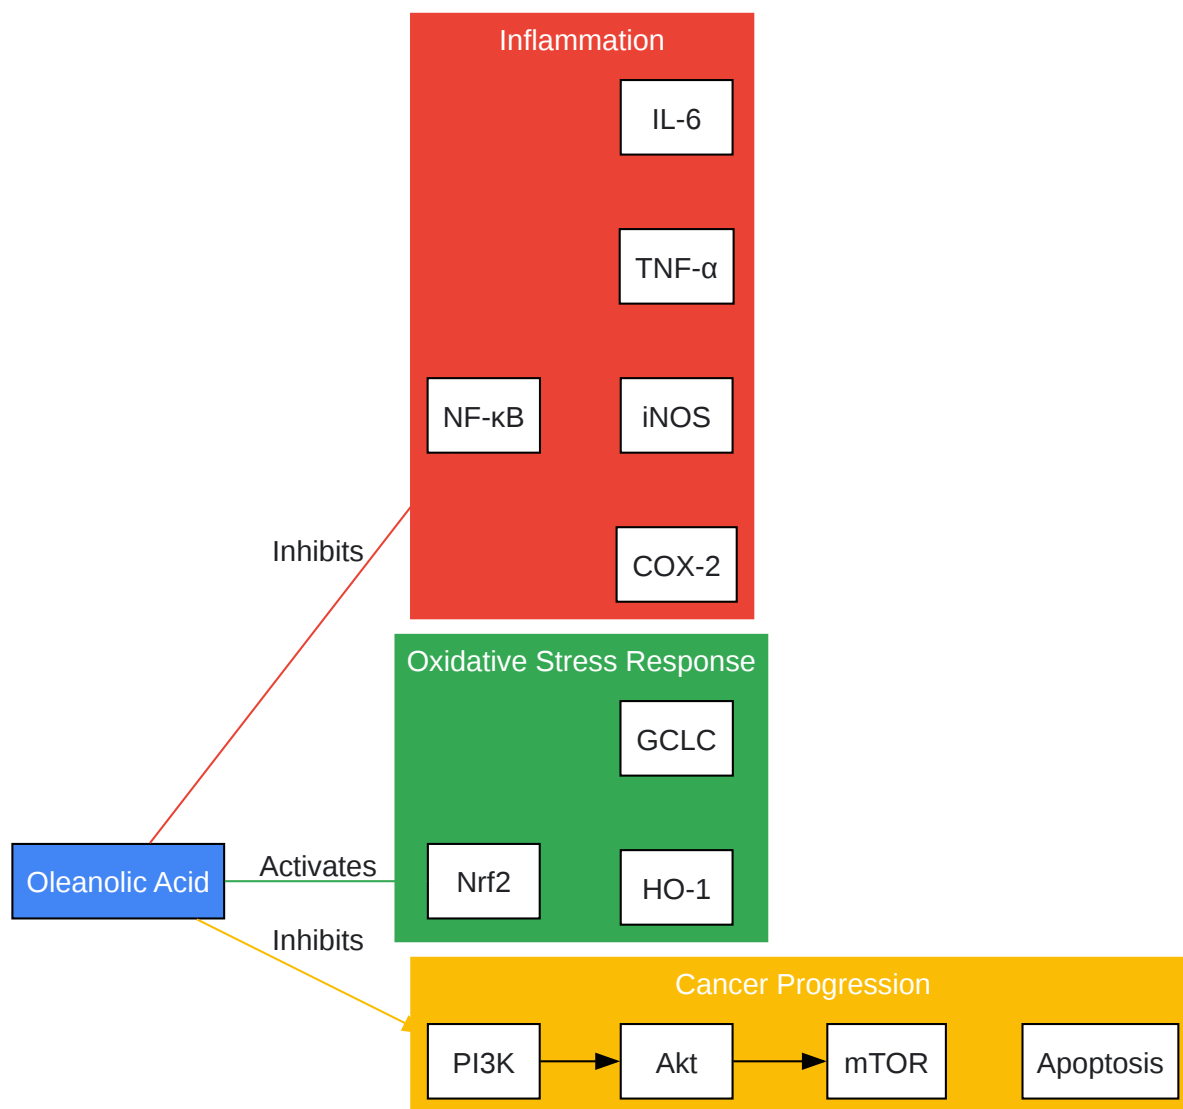 Inflammation
IL-6
TNF-α
NF-κB
iNOS
Inhibits
COX-2
Oxidative Stress Response
GCLC
Oleanolic Acid
Activates
Nrf2
HO-1
Inhibits
Cancer Progression
PI3K
Akt
mTOR
Apoptosis